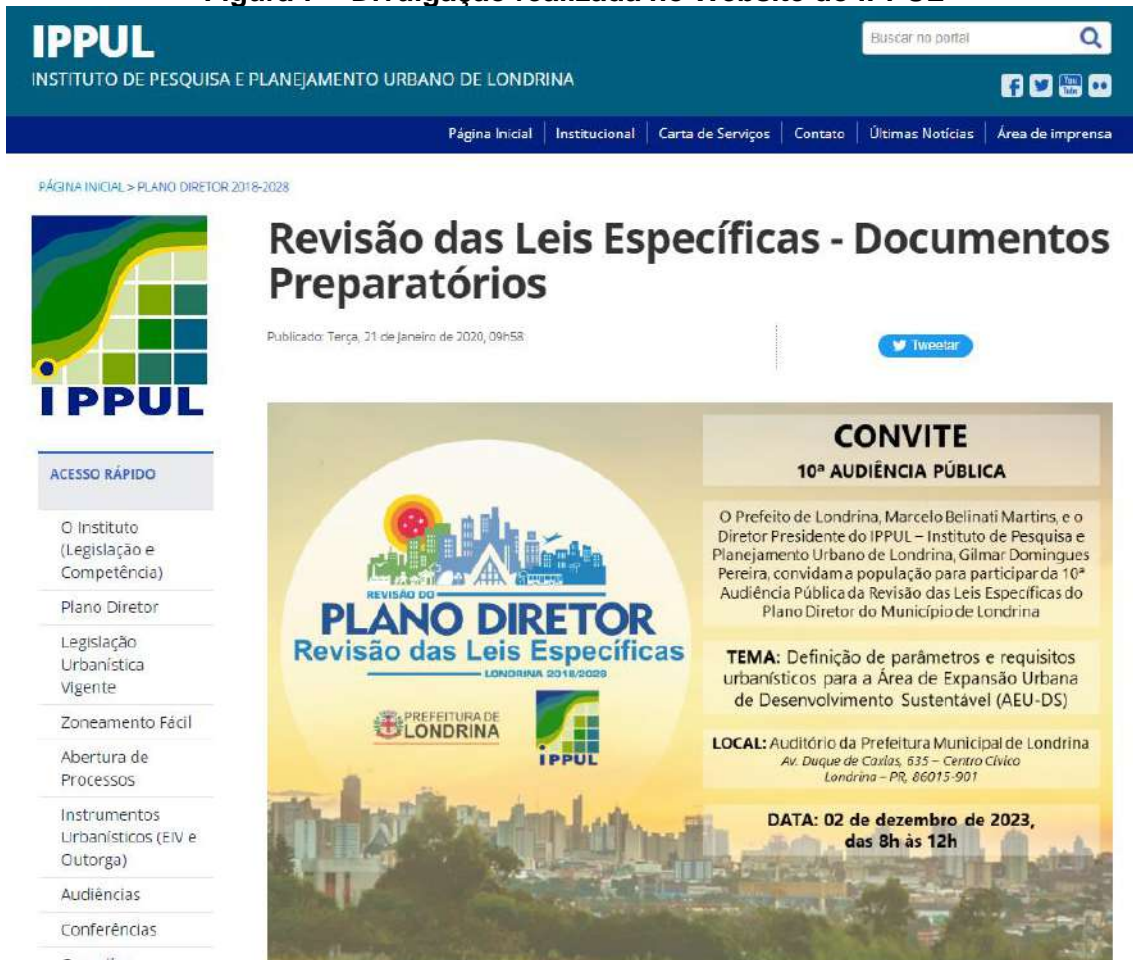 IPPUL
INSTITUTO DE PESQUISA E PLANEJAMENTO URBANO DE LONDRINA
Buscar no portal
You
Tube
Página Inicial
Institucional
Carta de Serviços
Contato
Últimas Notícias
Área de imprensa
PÁGINA INICIAL > PLANO DIRETOR 2018-2028
IPPUL
Revisão das Leis Específicas - Documentos
Preparatórios
Publicado: Terça, 21 de Janeiro de 2020, 09h58
Tweetar
ACESSO RÁPIDO
O Instituto
(Legislação e
Competência)
Plano Diretor
Legislação
Urbanística
Vigente
Zoneamento Fácil
Abertura de
Processos
Instrumentos
Urbanísticos (EIV e
Outorga)
Audiências
Conferências
REVISÃO DO
PLANO DIRETOR
Revisão das Leis Específicas
LONDRINA 2018/2028
PREFEITURA DE
LONDRINA
IPPUL
CONVITE
10ª AUDIÊNCIA PÚBLICA
O Prefeito de Londrina, Marcelo Belinati Martins, e o
Diretor Presidente do IPPUL – Instituto de Pesquisa e
Planejamento Urbano de Londrina, Gilmar Domingues
Pereira, convidam a população para participar da 10ª
Audiência Pública da Revisão das Leis Específicas do
Plano Diretor do Município de Londrina
TEMA: Definição de parâmetros e requisitos
urbanísticos para a Área de Expansão Urbana
de Desenvolvimento Sustentável (AEU-DS)
LOCAL: Auditório da Prefeitura Municipal de Londrina
Av. Duque de Caxias, 635 – Centro Cívico
Londrina – PR, 86015-901
DATA: 02 de dezembro de 2023,
das 8h às 12h